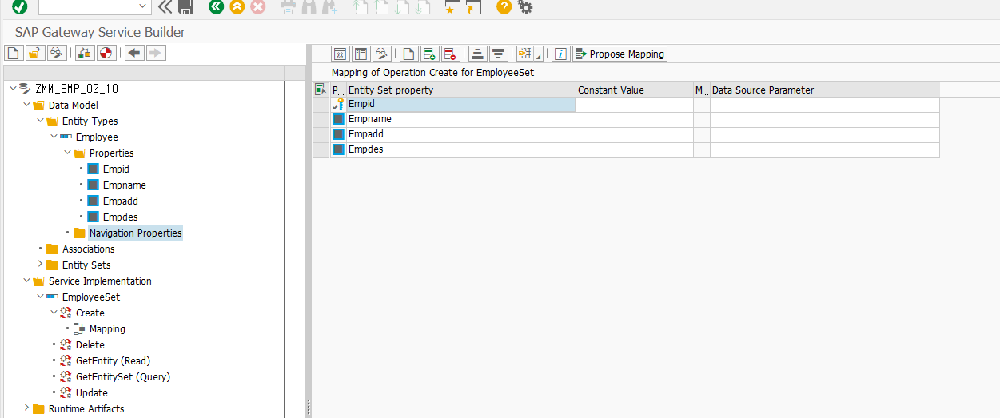 SAP Gateway Service Builder
Propose Mapping
Mapping of Operation Create for EmployeeSet
P... Entity Set property Constant Value M... Data Source Parameter
Empid
Empname
Empadd
Empdes
ZMM_EMP_02_10
Data Model
Entity Types
Employee
Properties
Empid
Empname
Empadd
Empdes
Navigation Properties
Associations
Entity Sets
Service Implementation
EmployeeSet
Create
Mapping
Delete
GetEntity (Read)
GetEntitySet (Query)
Update
Runtime Artifacts